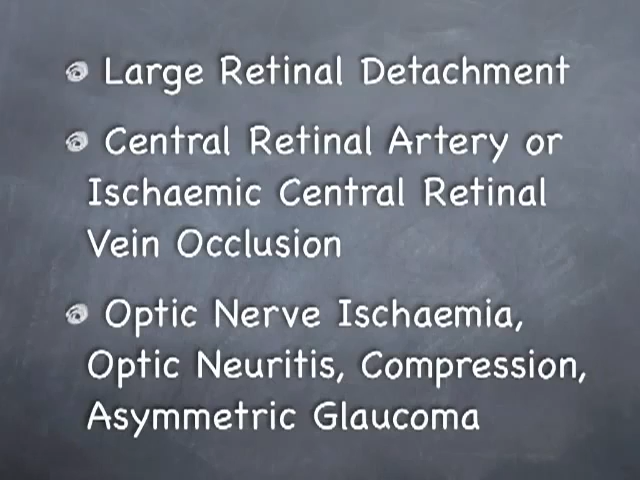 Large Retinal Detachment
Central Retinal Artery or
Ischaemic Central Retinal
Vein Occlusion
Optic Nerve Ischaemia,
Optic Neuritis, Compression,
Asymmetric Glaucoma